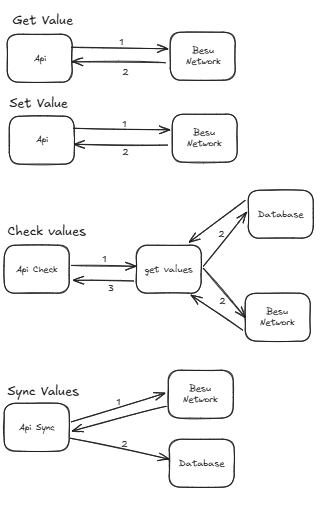 Get Value
Api
1
2
Besu
Network
Set Value
Api
1
2
Besu
Network
Check values
Api Check
1
3
get values
2
Database
2
Besu
Network
Sync Values
Api Sync
1
Besu
Network
2
Database